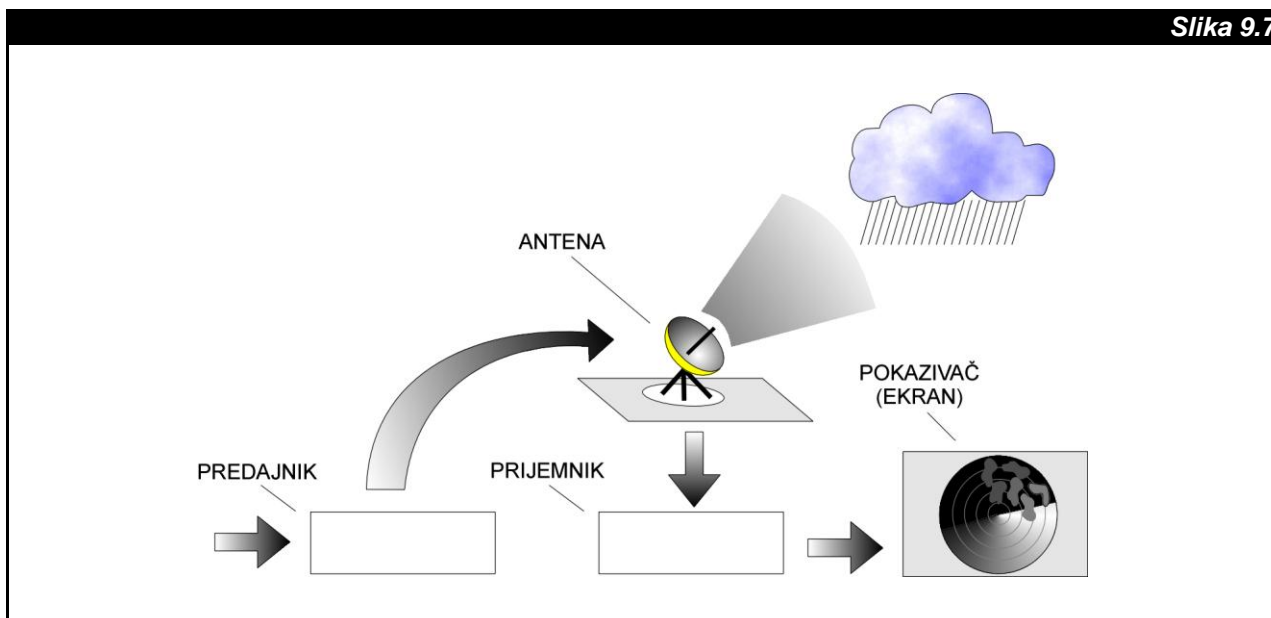 Slika 9.7
ANTENA
POKAZIVAČ
(EKRAN)
PREDAJNIK
PRIJEMNIK